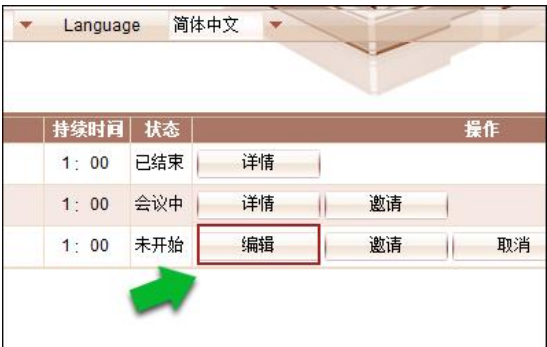 Language 简体中文
持续时间 状态 操作
1: 00 已结束 详情
1: 00 会议中 详情 邀请
1: 00 未开始 编辑 邀请 取消